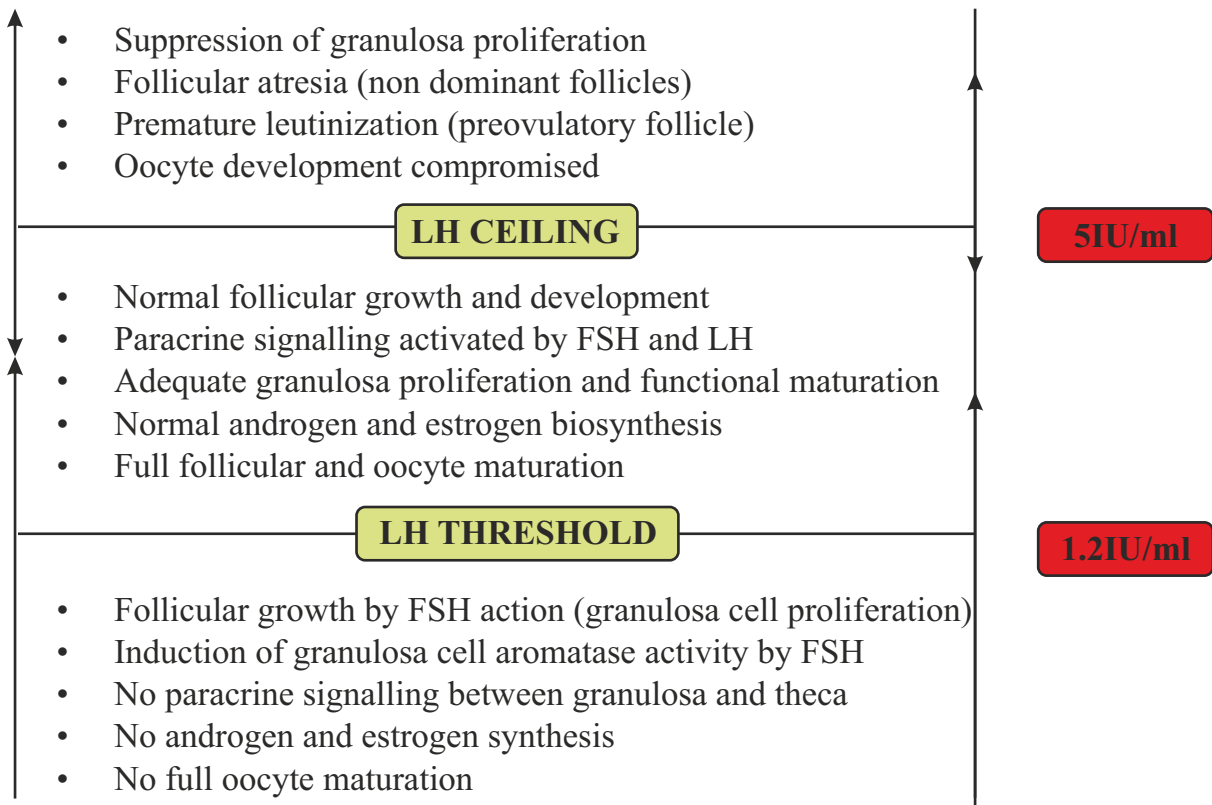 • Suppression of granulosa proliferation
• Follicular atresia (non dominant follicles)
• Premature leutinization (preovulatory follicle)
• Oocyte development compromised
LH CEILING
5IU/ml
• Normal follicular growth and development
• Paracrine signalling activated by FSH and LH
• Adequate granulosa proliferation and functional maturation
• Normal androgen and estrogen biosynthesis
• Full follicular and oocyte maturation
LH THRESHOLD
1.2IU/ml
• Follicular growth by FSH action (granulosa cell proliferation)
• Induction of granulosa cell aromatase activity by FSH
• No paracrine signalling between granulosa and theca
• No androgen and estrogen synthesis
• No full oocyte maturation